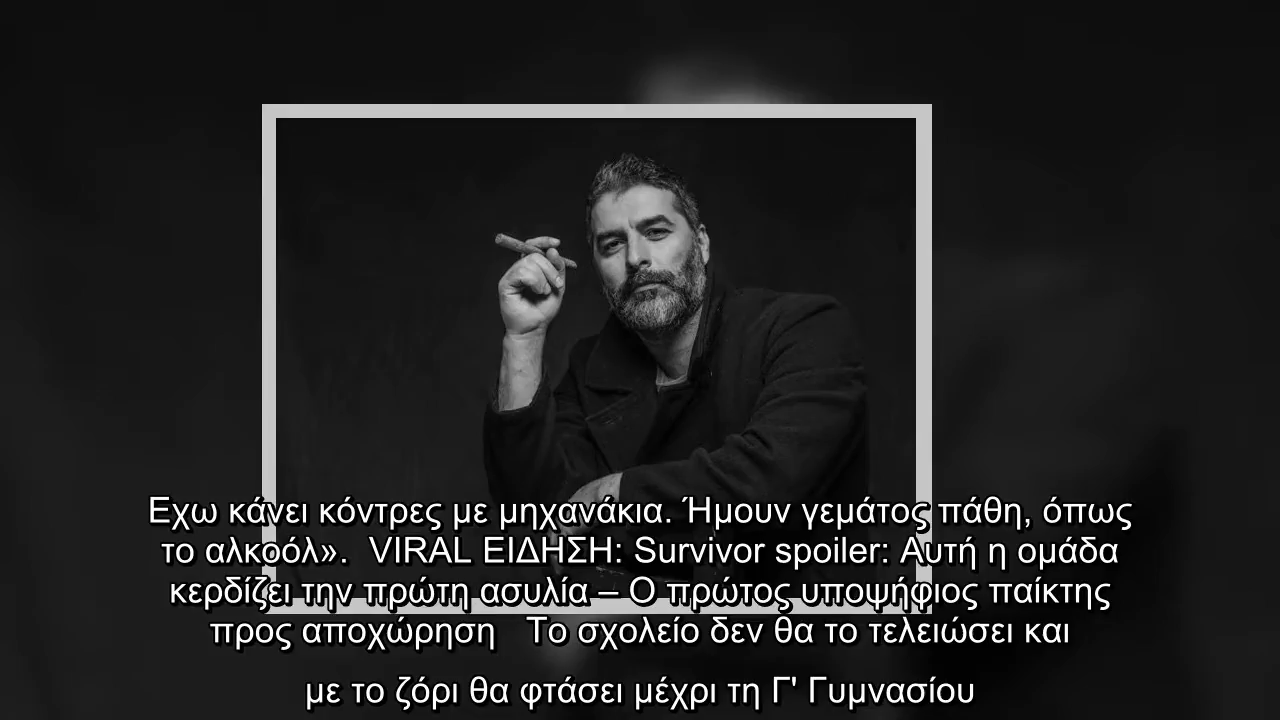 Εχω κάνει κόντρες με μηχανάκια. Ήμουν γεμάτος πάθη, όπως
το αλκοόλ».  VIRAL ΕΙΔΗΣΗ: Survivor spoiler: Αυτή η ομάδα
κερδίζει την πρώτη ασυλία – Ο πρώτος υποψήφιος παίκτης
προς αποχώρηση   Το σχολείο δεν θα το τελειώσει και
με το ζόρι θα φτάσει μέχρι τη Γ' Γυμνασίου